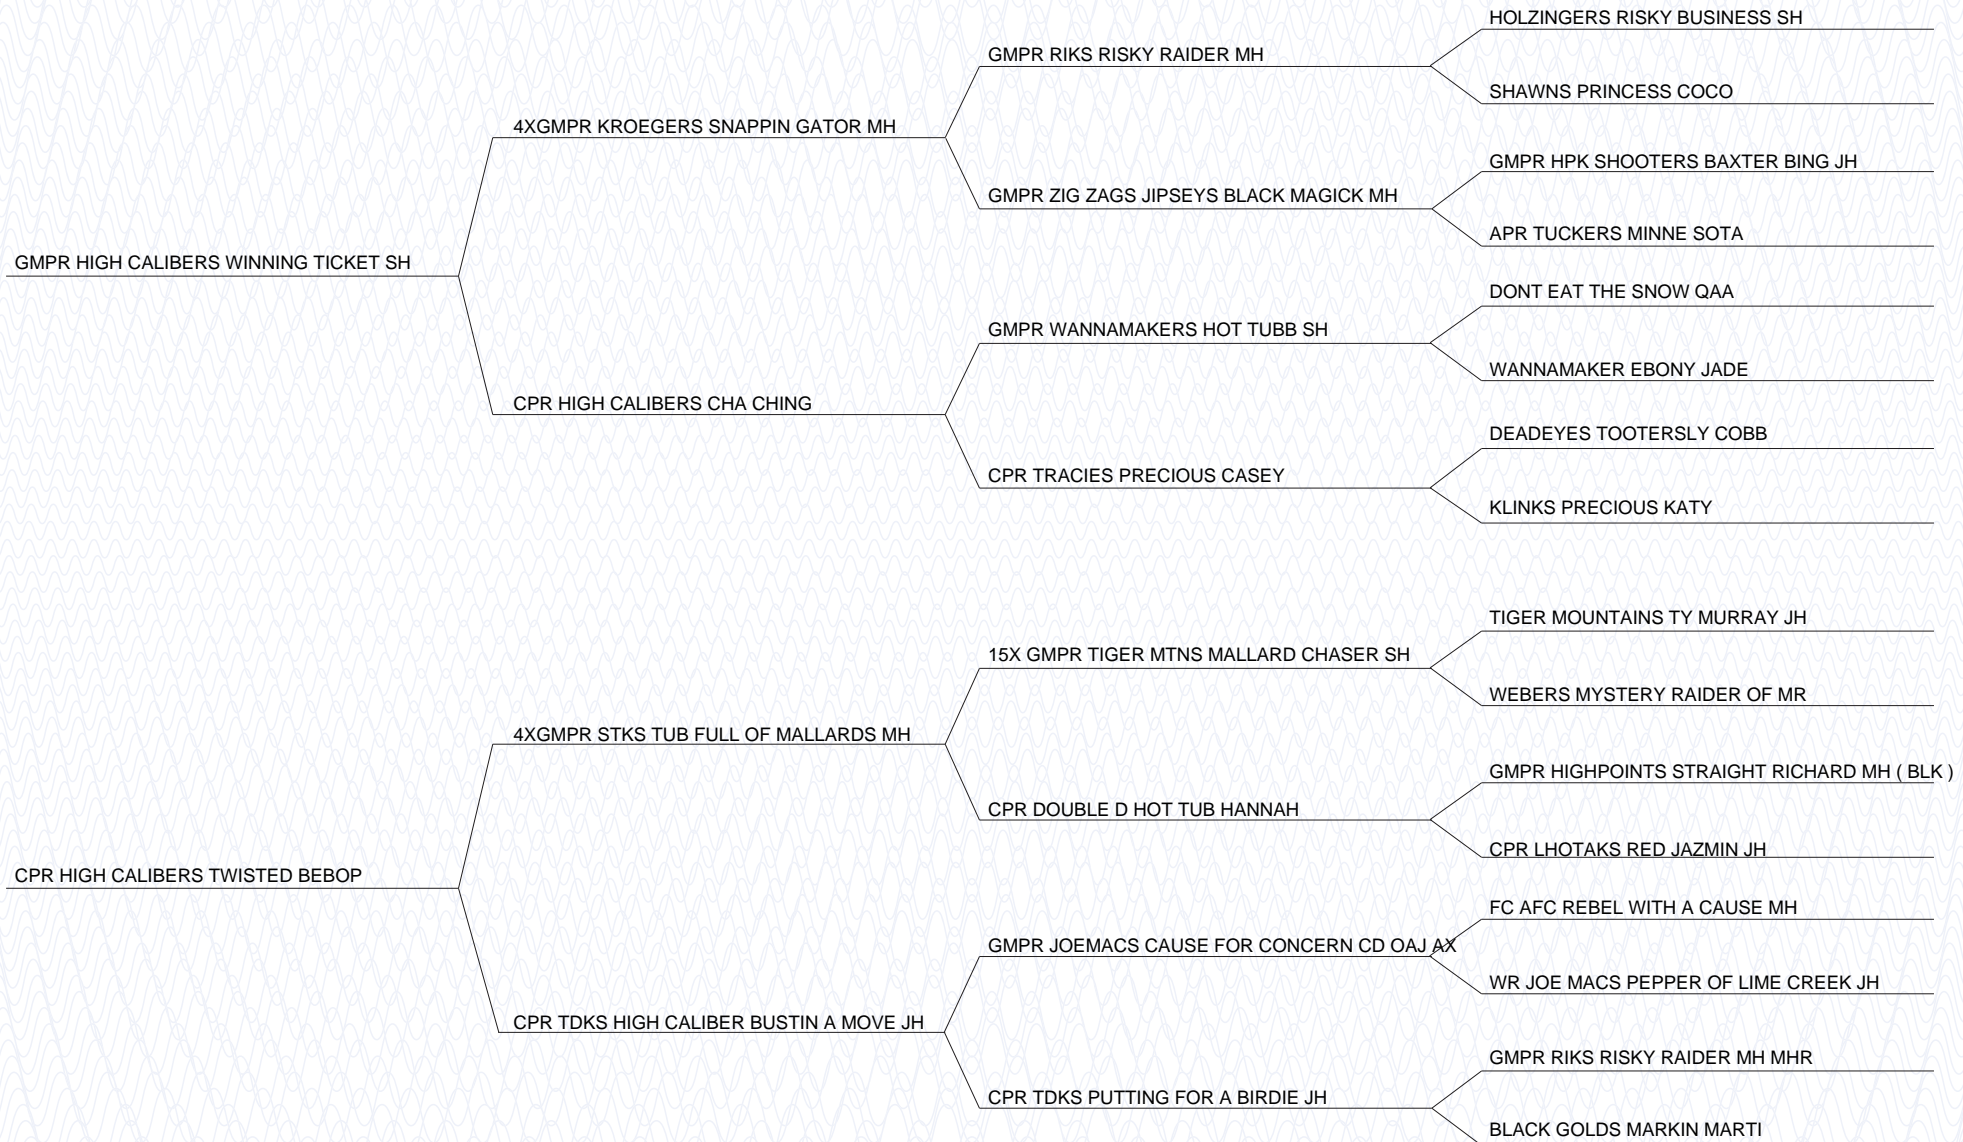 HOLZINGERS RISKY BUSINESS SH
GMPR RIKS RISKY RAIDER MH
SHAWNS PRINCESS COCO
4XGMPR KROEGERS SNAPPIN GATOR MH
GMPR HPK SHOOTERS BAXTER BING JH
GMPR ZIG ZAGS JIPSEYS BLACK MAGICK MH
APR TUCKERS MINNE SOTA
GMPR HIGH CALIBERS WINNING TICKET SH
DONT EAT THE SNOW QAA
GMPR WANNAMAKERS HOT TUBB SH
WANNAMAKER EBONY JADE
CPR HIGH CALIBERS CHA CHING
DEADEYES TOOTERSLY COBB
CPR TRACIES PRECIOUS CASEY
KLINKS PRECIOUS KATY
TIGER MOUNTAINS TY MURRAY JH
15X GMPR TIGER MTNS MALLARD CHASER SH
WEBERS MYSTERY RAIDER OF MR
4XGMPR STKS TUB FULL OF MALLARDS MH
GMPR HIGHPOINTS STRAIGHT RICHARD MH ( BLK )
CPR DOUBLE D HOT TUB HANNAH
CPR LHOTAKS RED JAZMIN JH
CPR HIGH CALIBERS TWISTED BEBOP
FC AFC REBEL WITH A CAUSE MH
GMPR JOEMACS CAUSE FOR CONCERN CD OAJ AX
WR JOE MACS PEPPER OF LIME CREEK JH
CPR TDKS HIGH CALIBER BUSTIN A MOVE JH
GMPR RIKS RISKY RAIDER MH MHR
CPR TDKS PUTTING FOR A BIRDIE JH
BLACK GOLDS MARKIN MARTI